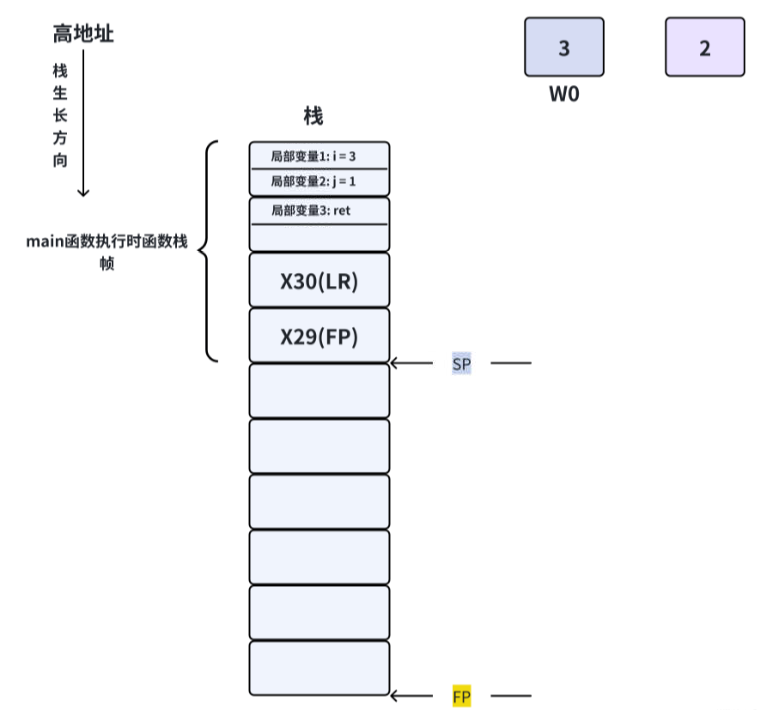 高地址
栈
生
长
方
向
3
2
W0
栈
局部变量1: i = 3
局部变量2: j = 1
局部变量3: ret
main函数执行时函数栈
帧
X30(LR)
X29(FP)
SP
FP